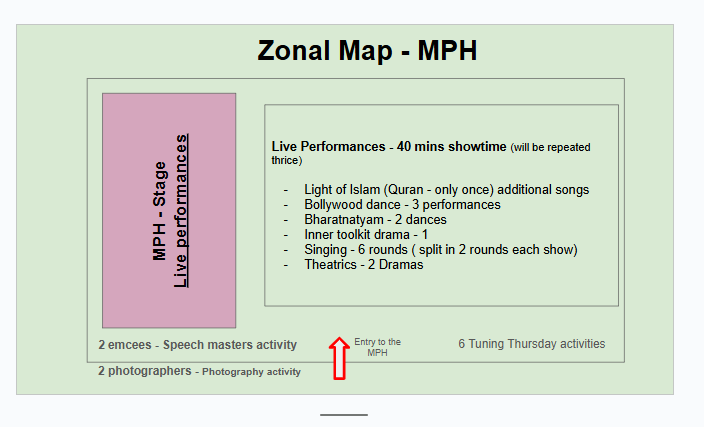 Zonal Map - MPH
MPH - Stage
Live performances
Live Performances - 40 mins showtime (will be repeated
thrice)
- Light of Islam (Quran - only once) additional songs
- Bollywood dance - 3 performances
- Bharatnatyam - 2 dances
- Inner toolkit drama - 1
- Singing - 6 rounds ( split in 2 rounds each show)
- Theatrics - 2 Dramas
2 emcees - Speech masters activity
Entry to the
MPH
6 Tuning Thursday activities
2 photographers - Photography activity